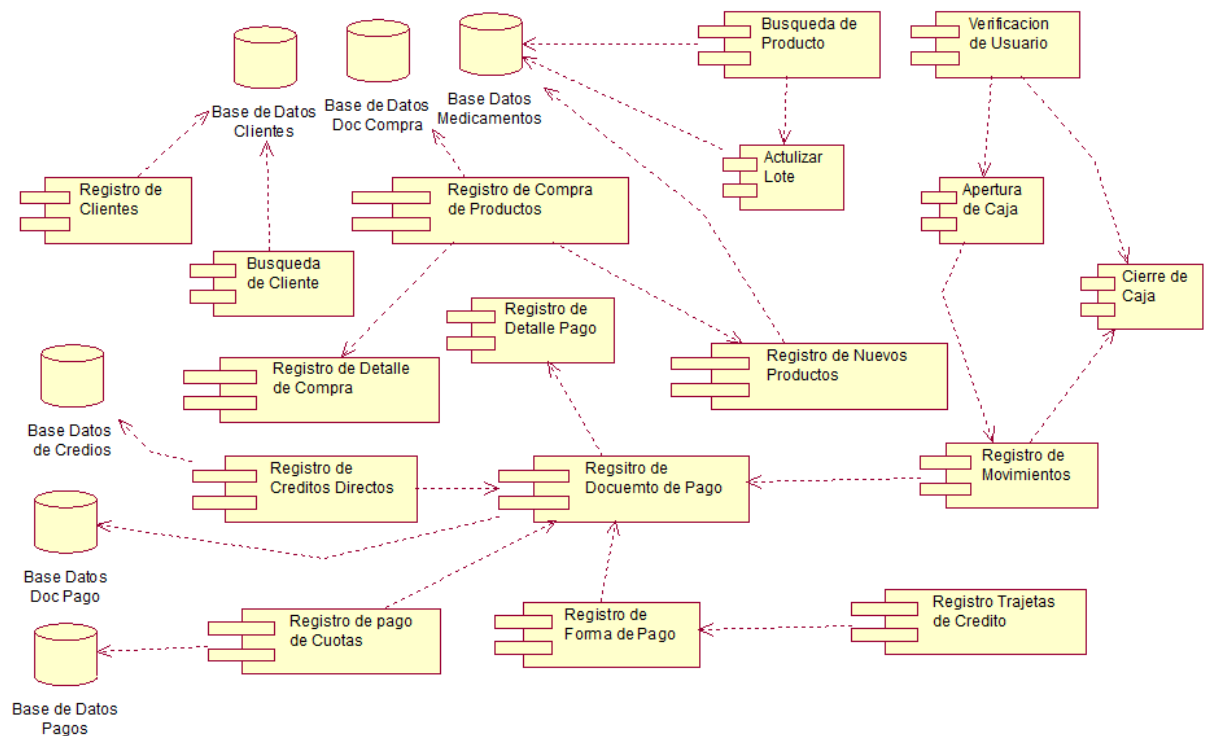 Busqueda de
Producto
Verificacion
de Usuario
Base de Datos
Clientes
Base de Datos
Doc Compra
Base Datos
Medicamentos
Actulizar
Lote
Registro de
Clientes
Registro de Compra
de Productos
Apertura
de Caja
Busqueda
de Cliente
Cierre de
Caja
Registro de
Detalle Pago
Registro de Detalle
de Compra
Registro de Nuevos
Productos
Base Datos
de Credios
Registro de
Creditos Directos
Regsitro de
Docuemto de Pago
Registro de
Movimientos
Base Datos
Doc Pago
Registro de pago
de Cuotas
Registro de
Forma de Pago
Registro Trajetas
de Credito
Base de Datos
Pagos